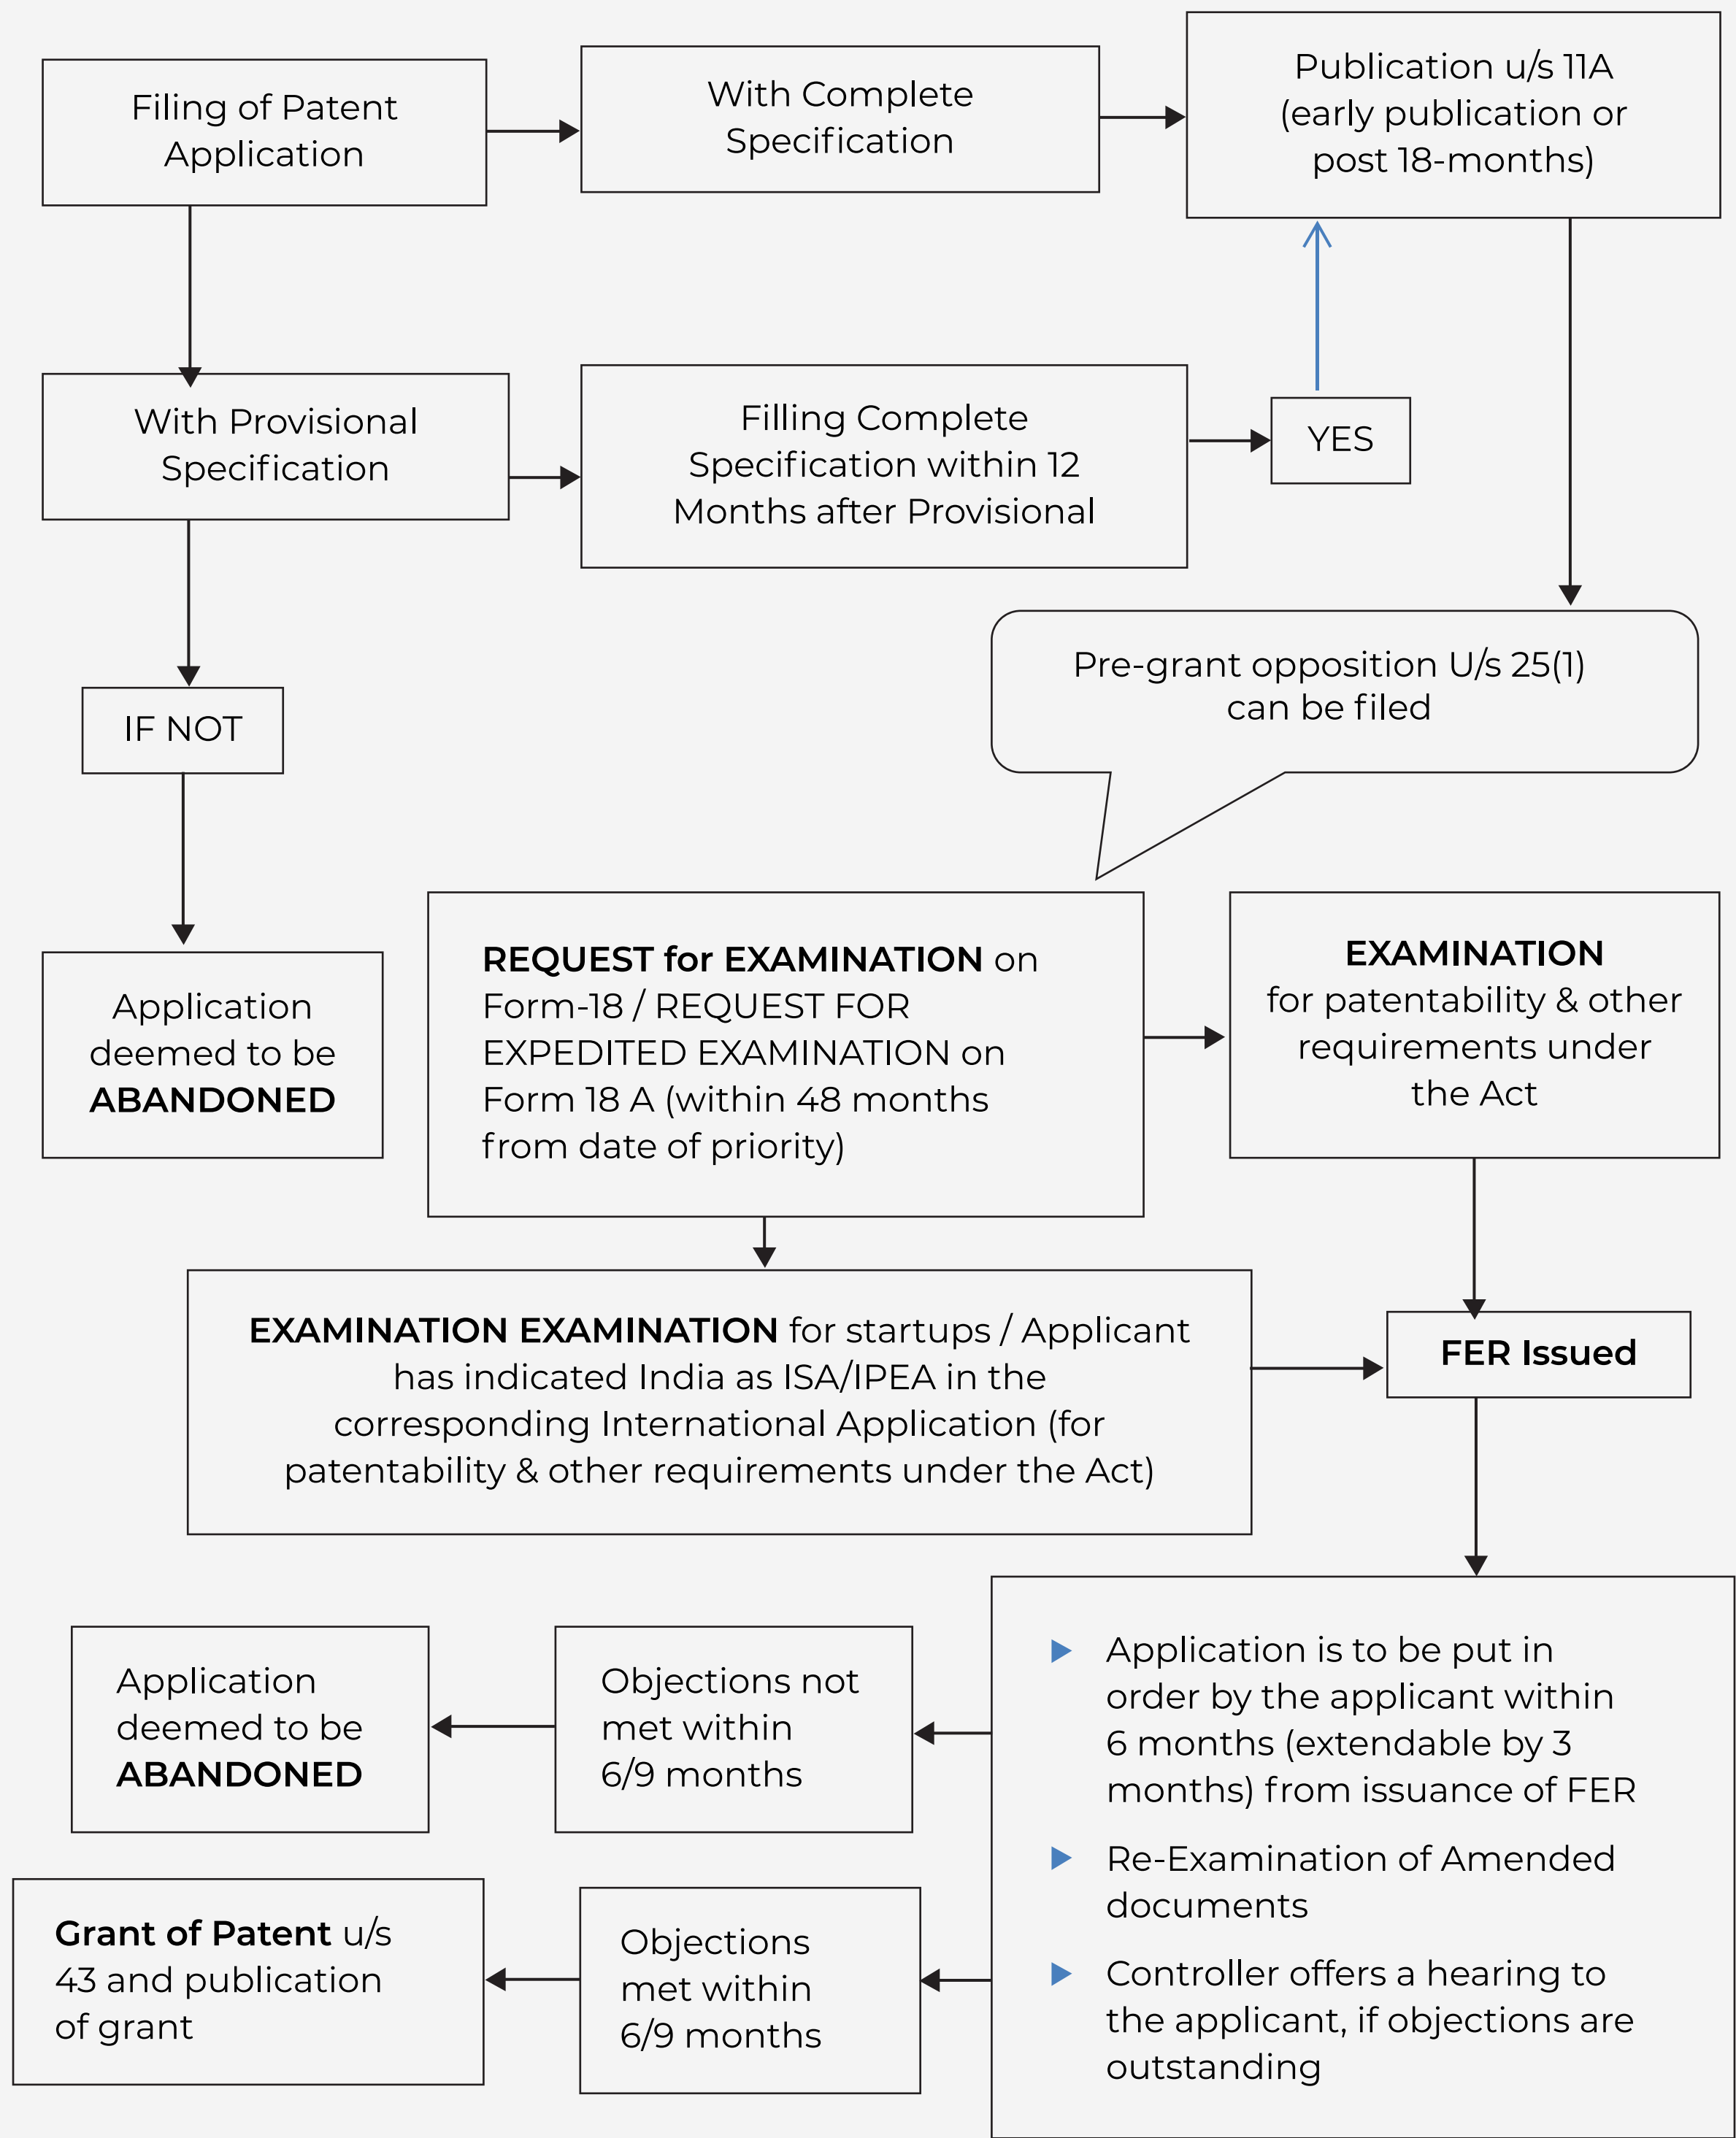 Filing of Patent
Application
With Complete
Specification
Publication u/s 11A
(early publication or
post 18-months)
With Provisional
Specification
Filling Complete
Specification within 12
Months after Provisional
YES
IF NOT
Pre-grant opposition U/s 25(1)
can be filed
Application
deemed to be
ABANDONED
REQUEST for EXAMINATION on
Form-18 / REQUEST FOR
EXPEDITED EXAMINATION on
Form 18 A (within 48 months
from date of priority)
EXAMINATION
for patentability & other
requirements under
the Act
EXAMINATION EXAMINATION for startups / Applicant
has indicated India as ISA/IPEA in the
corresponding International Application (for
patentability & other requirements under the Act)
FER Issued
Application
deemed to be
ABANDONED
Objections not
met within
6/9 months
Application is to be put in
order by the applicant within
6 months (extendable by 3
months) from issuance of FER
Re-Examination of Amended
documents
Controller offers a hearing to
the applicant, if objections are
outstanding
Grant of Patent u/s
43 and publication
of grant
Objections
met within
6/9 months